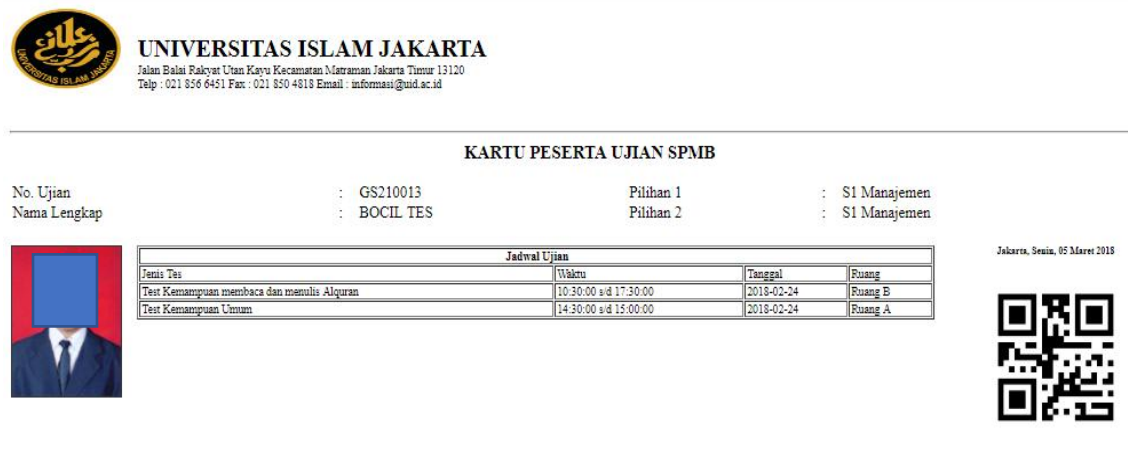 UNIVERSITAS ISLAM JAKARTA
UNIVERSITAS ISLAM JAKARTA
Jalan Balai Rakyat Utan Kayu Kecamatan Matraman Jakarta Timur 13120
Telp : 021 856 6451 Fax : 021 850 4818 Email : informasi@uid.ac.id
KARTU PESERTA UJIAN SPMB
No. Ujian : GS210013 Pilihan 1 : S1 Manajemen
Nama Lengkap : BOCIL TES Pilihan 2 : S1 Manajemen
Jadwal Ujian
Jenis Tes Waktu Tanggal Ruang
Test Kemampuan membaca dan menulis Alquran 10:30:00 s/d 17:30:00 2018-02-24 Ruang B
Test Kemampuan Umum 14:30:00 s/d 15:00:00 2018-02-24 Ruang A
Jakarta, Senin, 05 Maret 2018